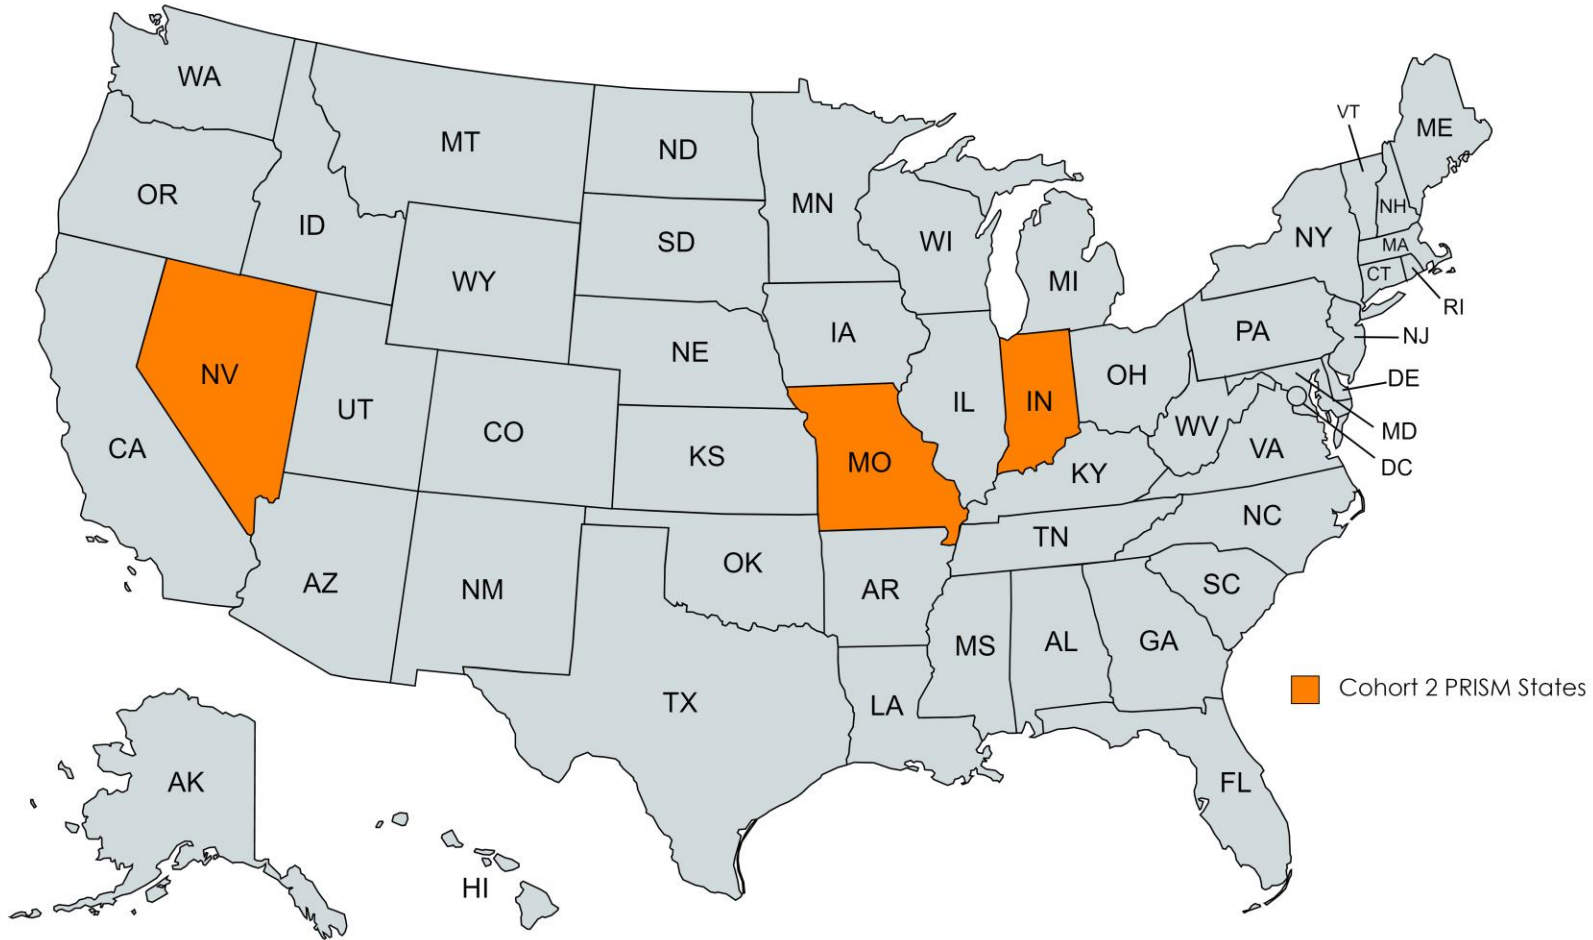 WA
MT
ND
MN
OR
ID
SD
WI
MI
WY
VT
ME
NH
NY
MA
CT
RI
NV
IA
NE
PA
NJ
UT
CO
IL
IN
OH
DE
CA
KS
MO
WV
VA
MD
DC
KY
NC
TN
AZ
NM
OK
AR
SC
MS
AL
GA
TX
LA
Cohort 2 PRISM States
AK
FL
HI